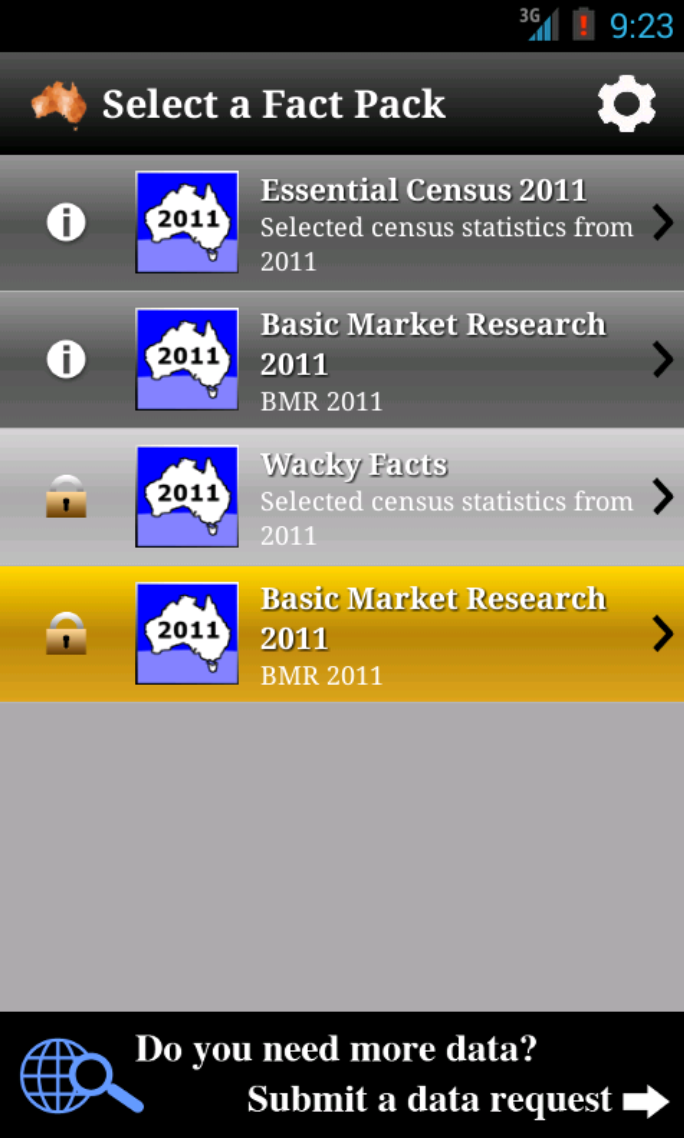 3G 9:23
Select a Fact Pack
2011
Essential Census 2011
Selected census statistics from
2011
2011
Basic Market Research
2011
BMR 2011
2011
Wacky Facts
Selected census statistics from
2011
2011
Basic Market Research
2011
BMR 2011
Do you need more data?
Submit a data request